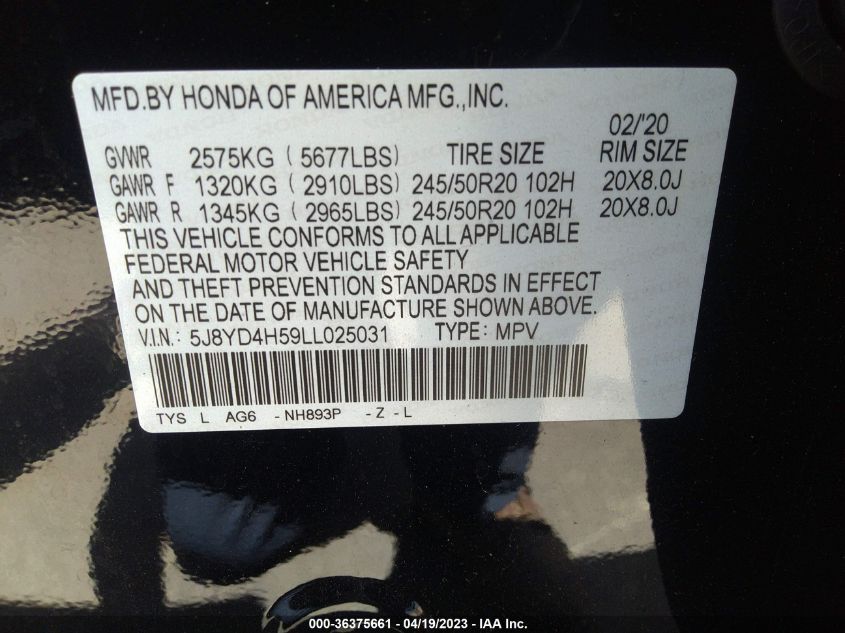 MFD.BY HONDA OF AMERICA MFG.,INC.
02/'20
GVWR 2575KG ( 5677LBS) TIRE SIZE RIM SIZE
GAWR F 1320KG ( 2910LBS) 245/50R20 102H 20X8.0J
GAWR R 1345KG ( 2965LBS) 245/50R20 102H 20X8.0J
THIS VEHICLE CONFORMS TO ALL APPLICABLE
FEDERAL MOTOR VEHICLE SAFETY
AND THEFT PREVENTION STANDARDS IN EFFECT
ON THE DATE OF MANUFACTURE SHOWN ABOVE.
V.I.N.: 5J8YD4H59LL025031 TYPE: MPV
TYS L AG6 -NH893P -Z -L
000-36375661 - 04/19/2023 - IAA Inc.